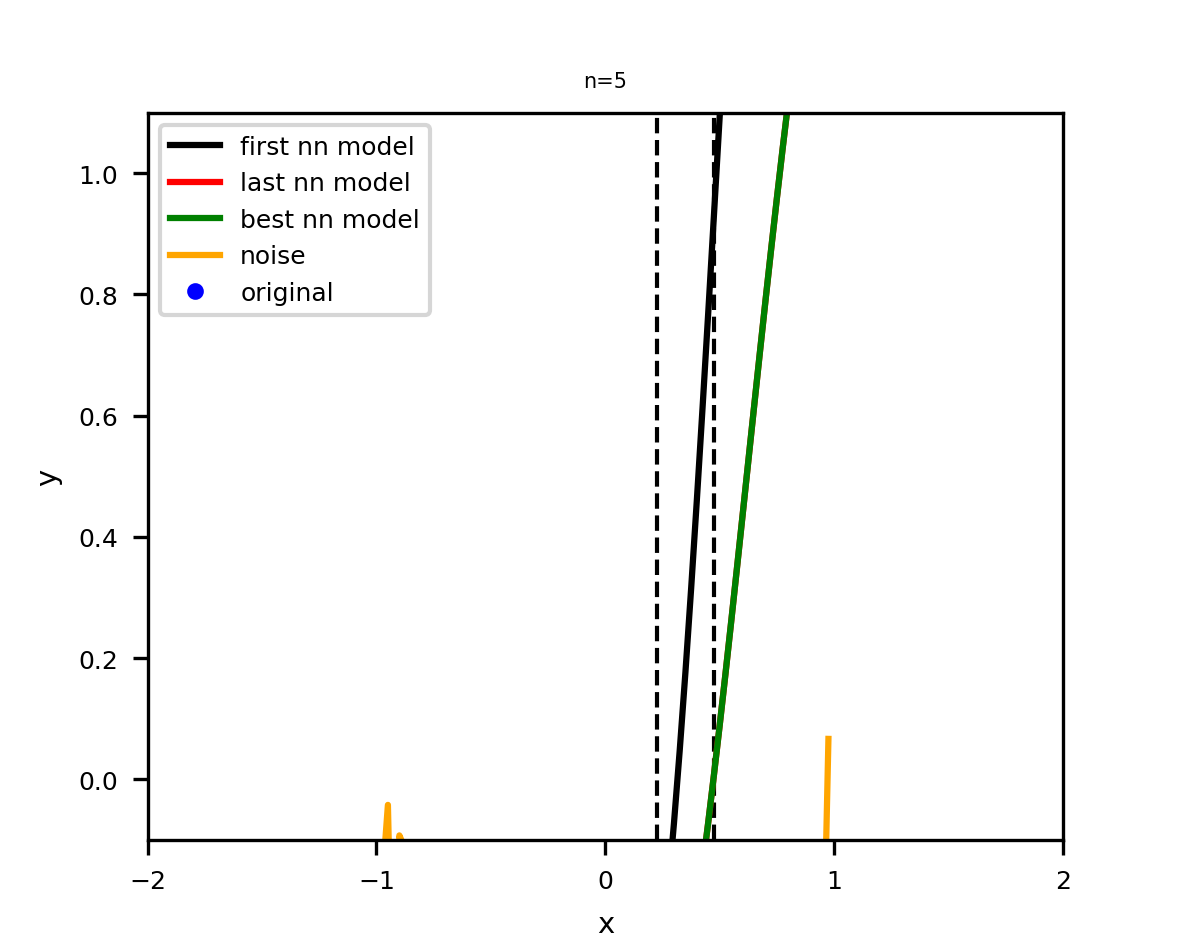 n=5
first nn model
last nn model
best nn model
noise
original
1.0
0.8
0.6
0.4
0.2
0.0
y
−2
−1
0
1
2
x